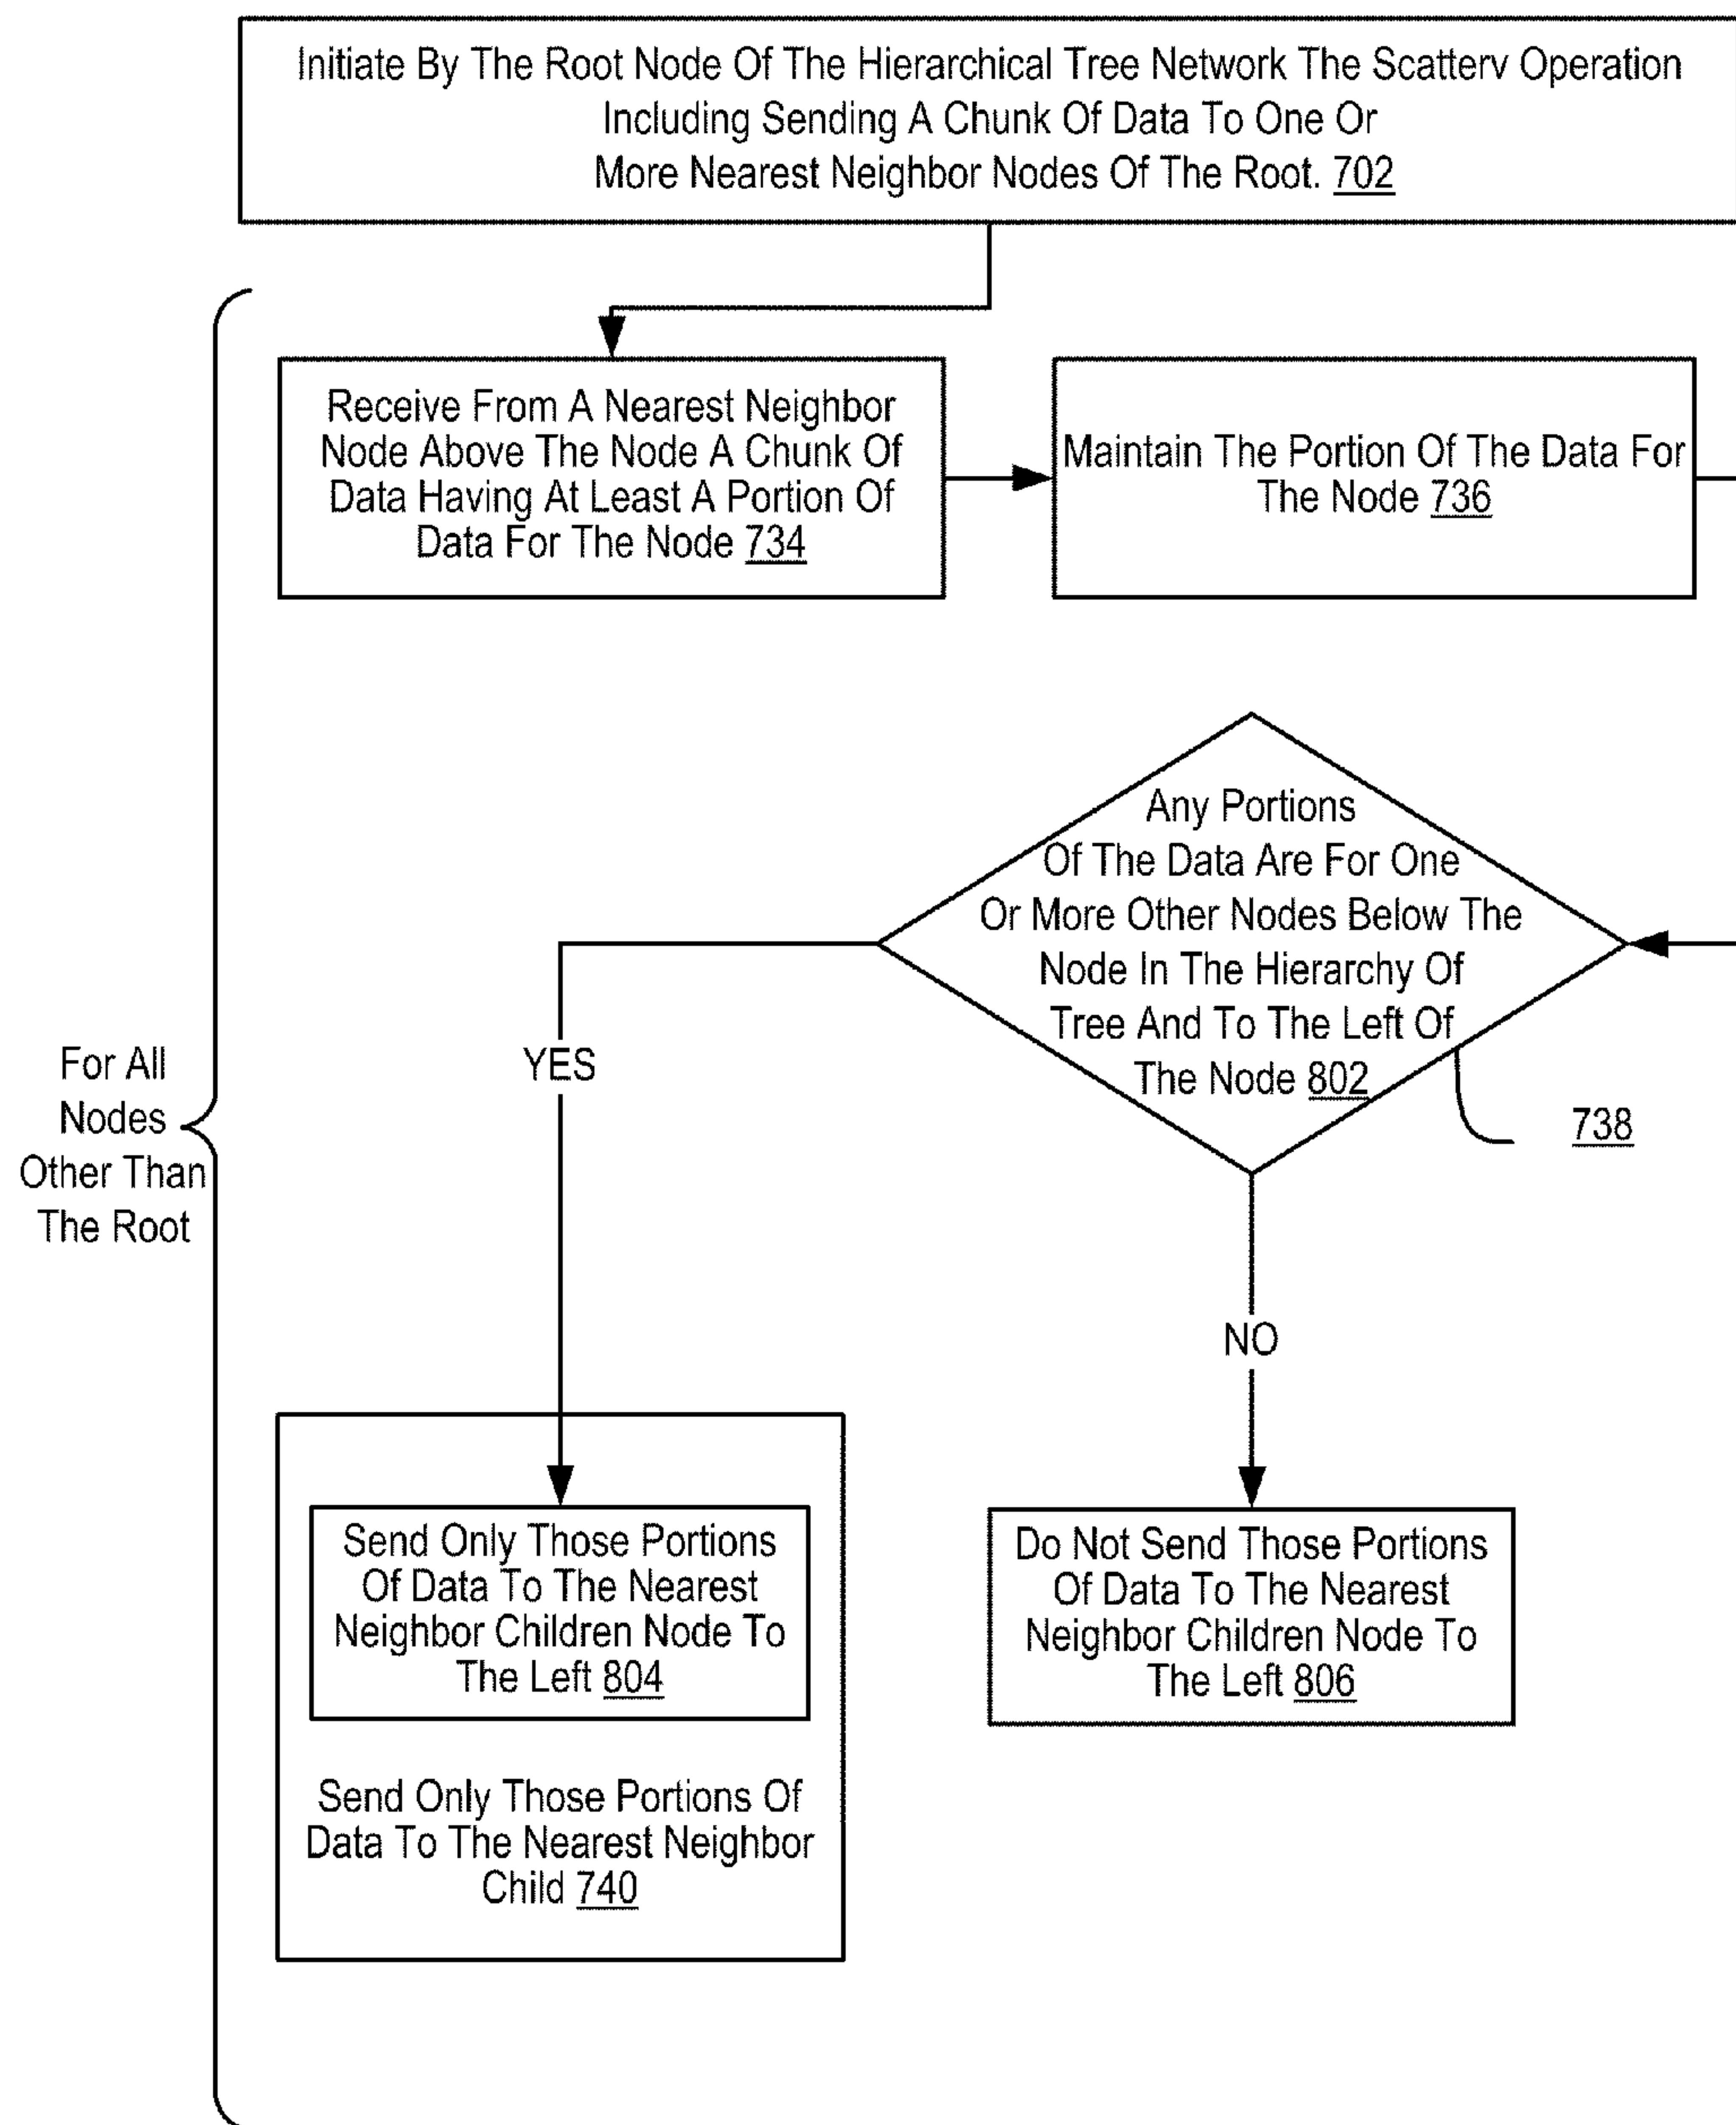 Initiate By The Root Node Of The Hierarchical Tree Network The Scatterv Operation
Including Sending A Chunk Of Data To One Or
More Nearest Neighbor Nodes Of The Root. 702
Receive From A Nearest Neighbor
Node Above The Node A Chunk Of
Data Having At Least A Portion Of
Data For The Node 734
Maintain The Portion Of The Data For
The Node 736
Any Portions
Of The Data Are For One
Or More Other Nodes Below The
Node In The Hierarchy Of
Tree And To The Left Of
The Node 802
738
For All
Nodes
Other Than
The Root
YES
NO
Send Only Those Portions
Of Data To The Nearest
Neighbor Children Node To
The Left 804
Send Only Those Portions Of
Data To The Nearest Neighbor
Child 740
Do Not Send Those Portions
Of Data To The Nearest
Neighbor Children Node To
The Left 806